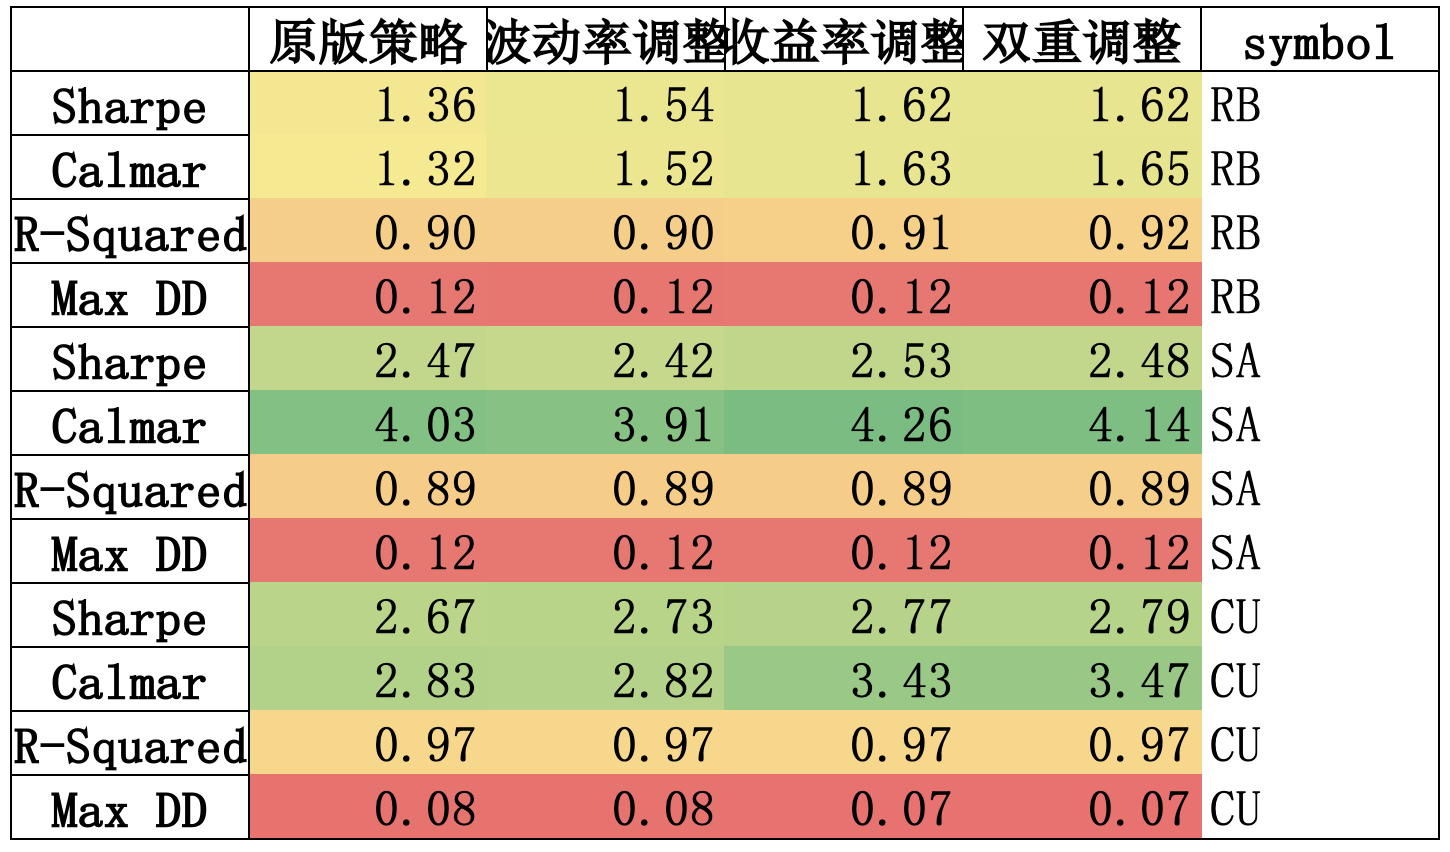 原版策略 波动率调整 收益率调整 双重调整 symbol
Sharpe 1.36 1.54 1.62 1.62 RB
Calmar 1.32 1.52 1.63 1.65 RB
R-Squared 0.90 0.90 0.91 0.92 RB
Max DD 0.12 0.12 0.12 0.12 RB
Sharpe 2.47 2.42 2.53 2.48 SA
Calmar 4.03 3.91 4.26 4.14 SA
R-Squared 0.89 0.89 0.89 0.89 SA
Max DD 0.12 0.12 0.12 0.12 SA
Sharpe 2.67 2.73 2.77 2.79 CU
Calmar 2.83 2.82 3.43 3.47 CU
R-Squared 0.97 0.97 0.97 0.97 CU
Max DD 0.08 0.08 0.07 0.07 CU